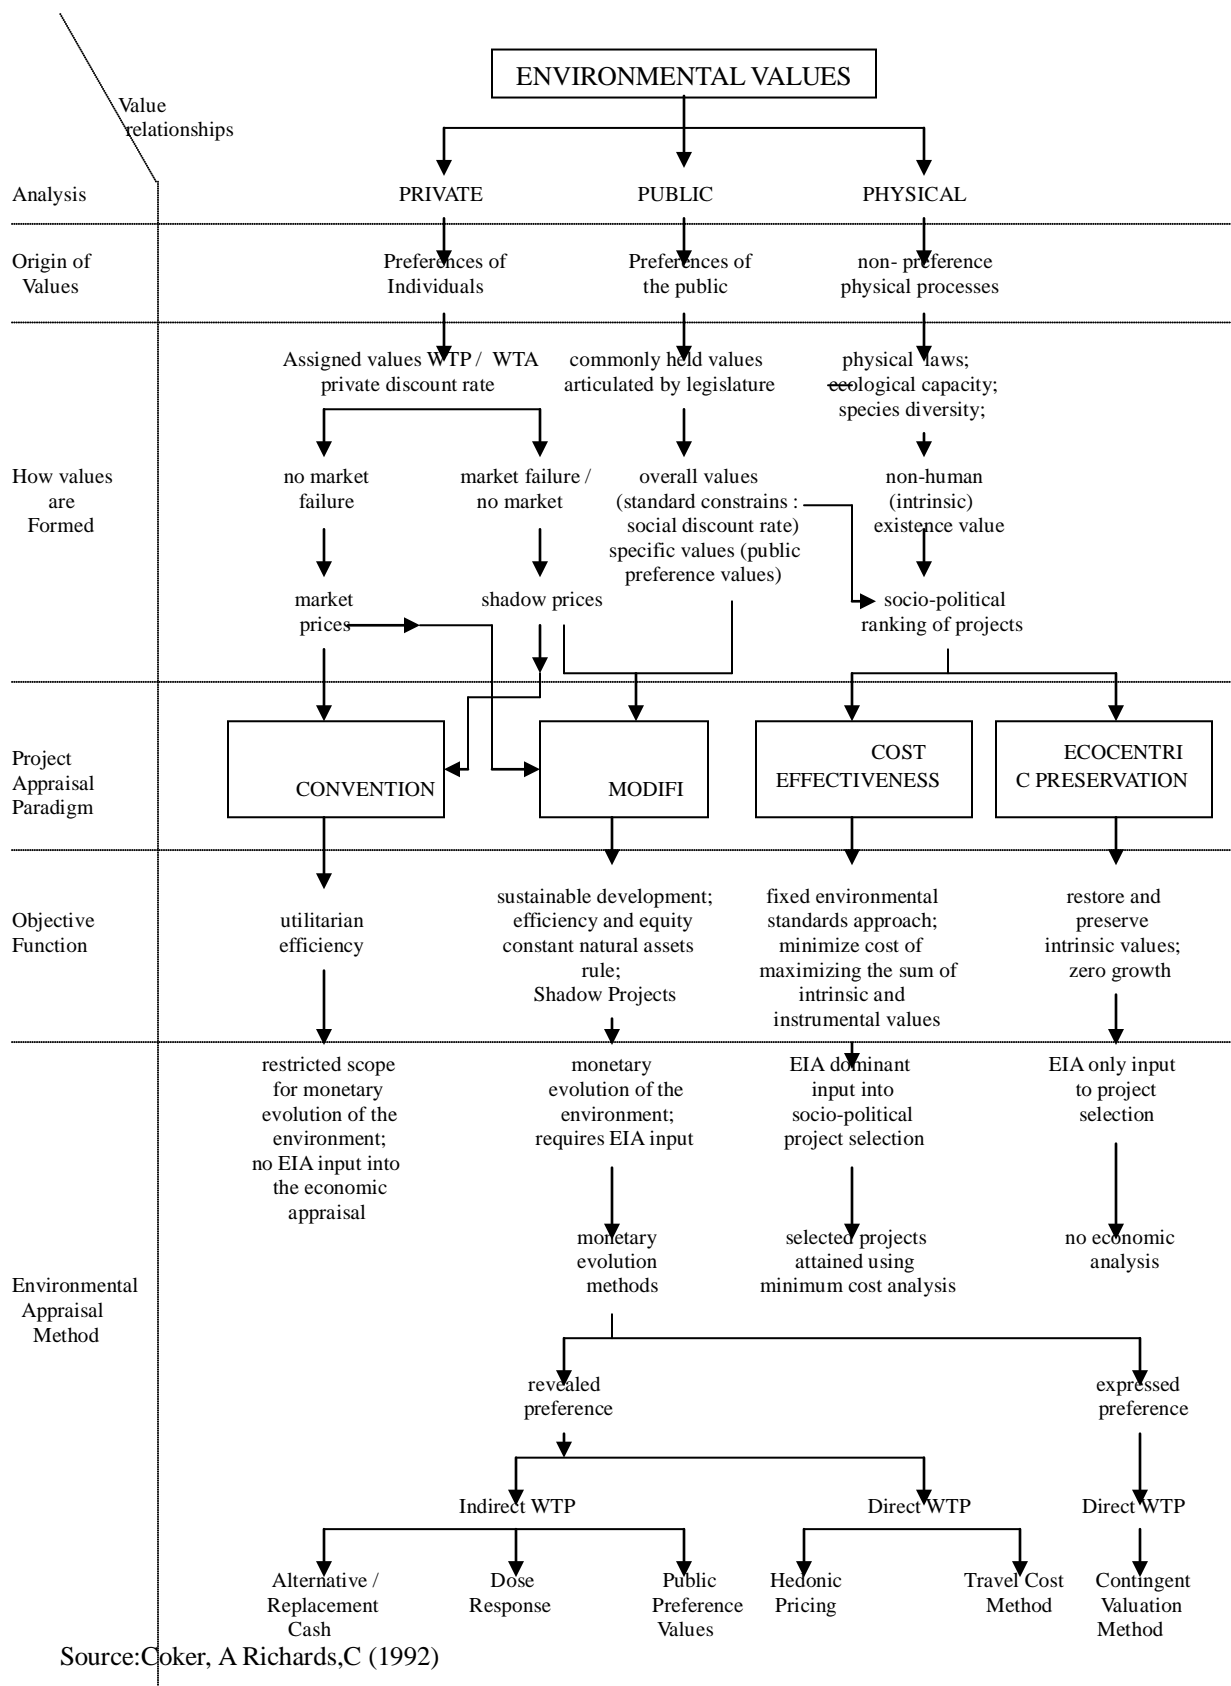 ENVIRONMENTAL VALUES
Value
relationships
Analysis
PRIVATE
PUBLIC
PHYSICAL
Origin of
Values
Preferences of
Individuals
Preferences of
the public
non- preference
physical processes
How values
are
Formed
Assigned values WTP / WTA
private discount rate
commonly held values
articulated by legislature
physical laws;
ecological capacity;
species diversity;
no market
failure
market failure /
no market
overall values
(standard constrains :
social discount rate)
specific values (public
preference values)
non-human
(intrinsic)
existence value
market
prices
shadow prices
socio-political
ranking of projects
Project
Appraisal
Paradigm
CONVENTION
MODIFI
COST
EFFECTIVENESS
ECOCENTRI
C PRESERVATION
Objective
Function
utilitarian
efficiency
sustainable development;
efficiency and equity
constant natural assets
rule;
Shadow Projects
fixed environmental
standards approach;
minimize cost of
maximizing the sum of
intrinsic and
instrumental values
restore and
preserve
intrinsic values;
zero growth
Environmental
Appraisal
Method
restricted scope
for monetary
evolution of the
environment;
no EIA input into
the economic
appraisal
monetary
evolution of the
environment;
requires EIA input
EIA dominant
input into
socio-political
project selection
EIA only input
to project
selection
monetary
evolution
methods
selected projects
attained using
minimum cost analysis
no economic
analysis
revealed
preference
expressed
preference
Indirect WTP
Direct WTP
Direct WTP
Alternative /
Replacement
Cash
Dose
Response
Public
Preference
Values
Hedonic
Pricing
Travel Cost
Method
Contingent
Valuation
Method
Source:Coker, A Richards,C (1992)